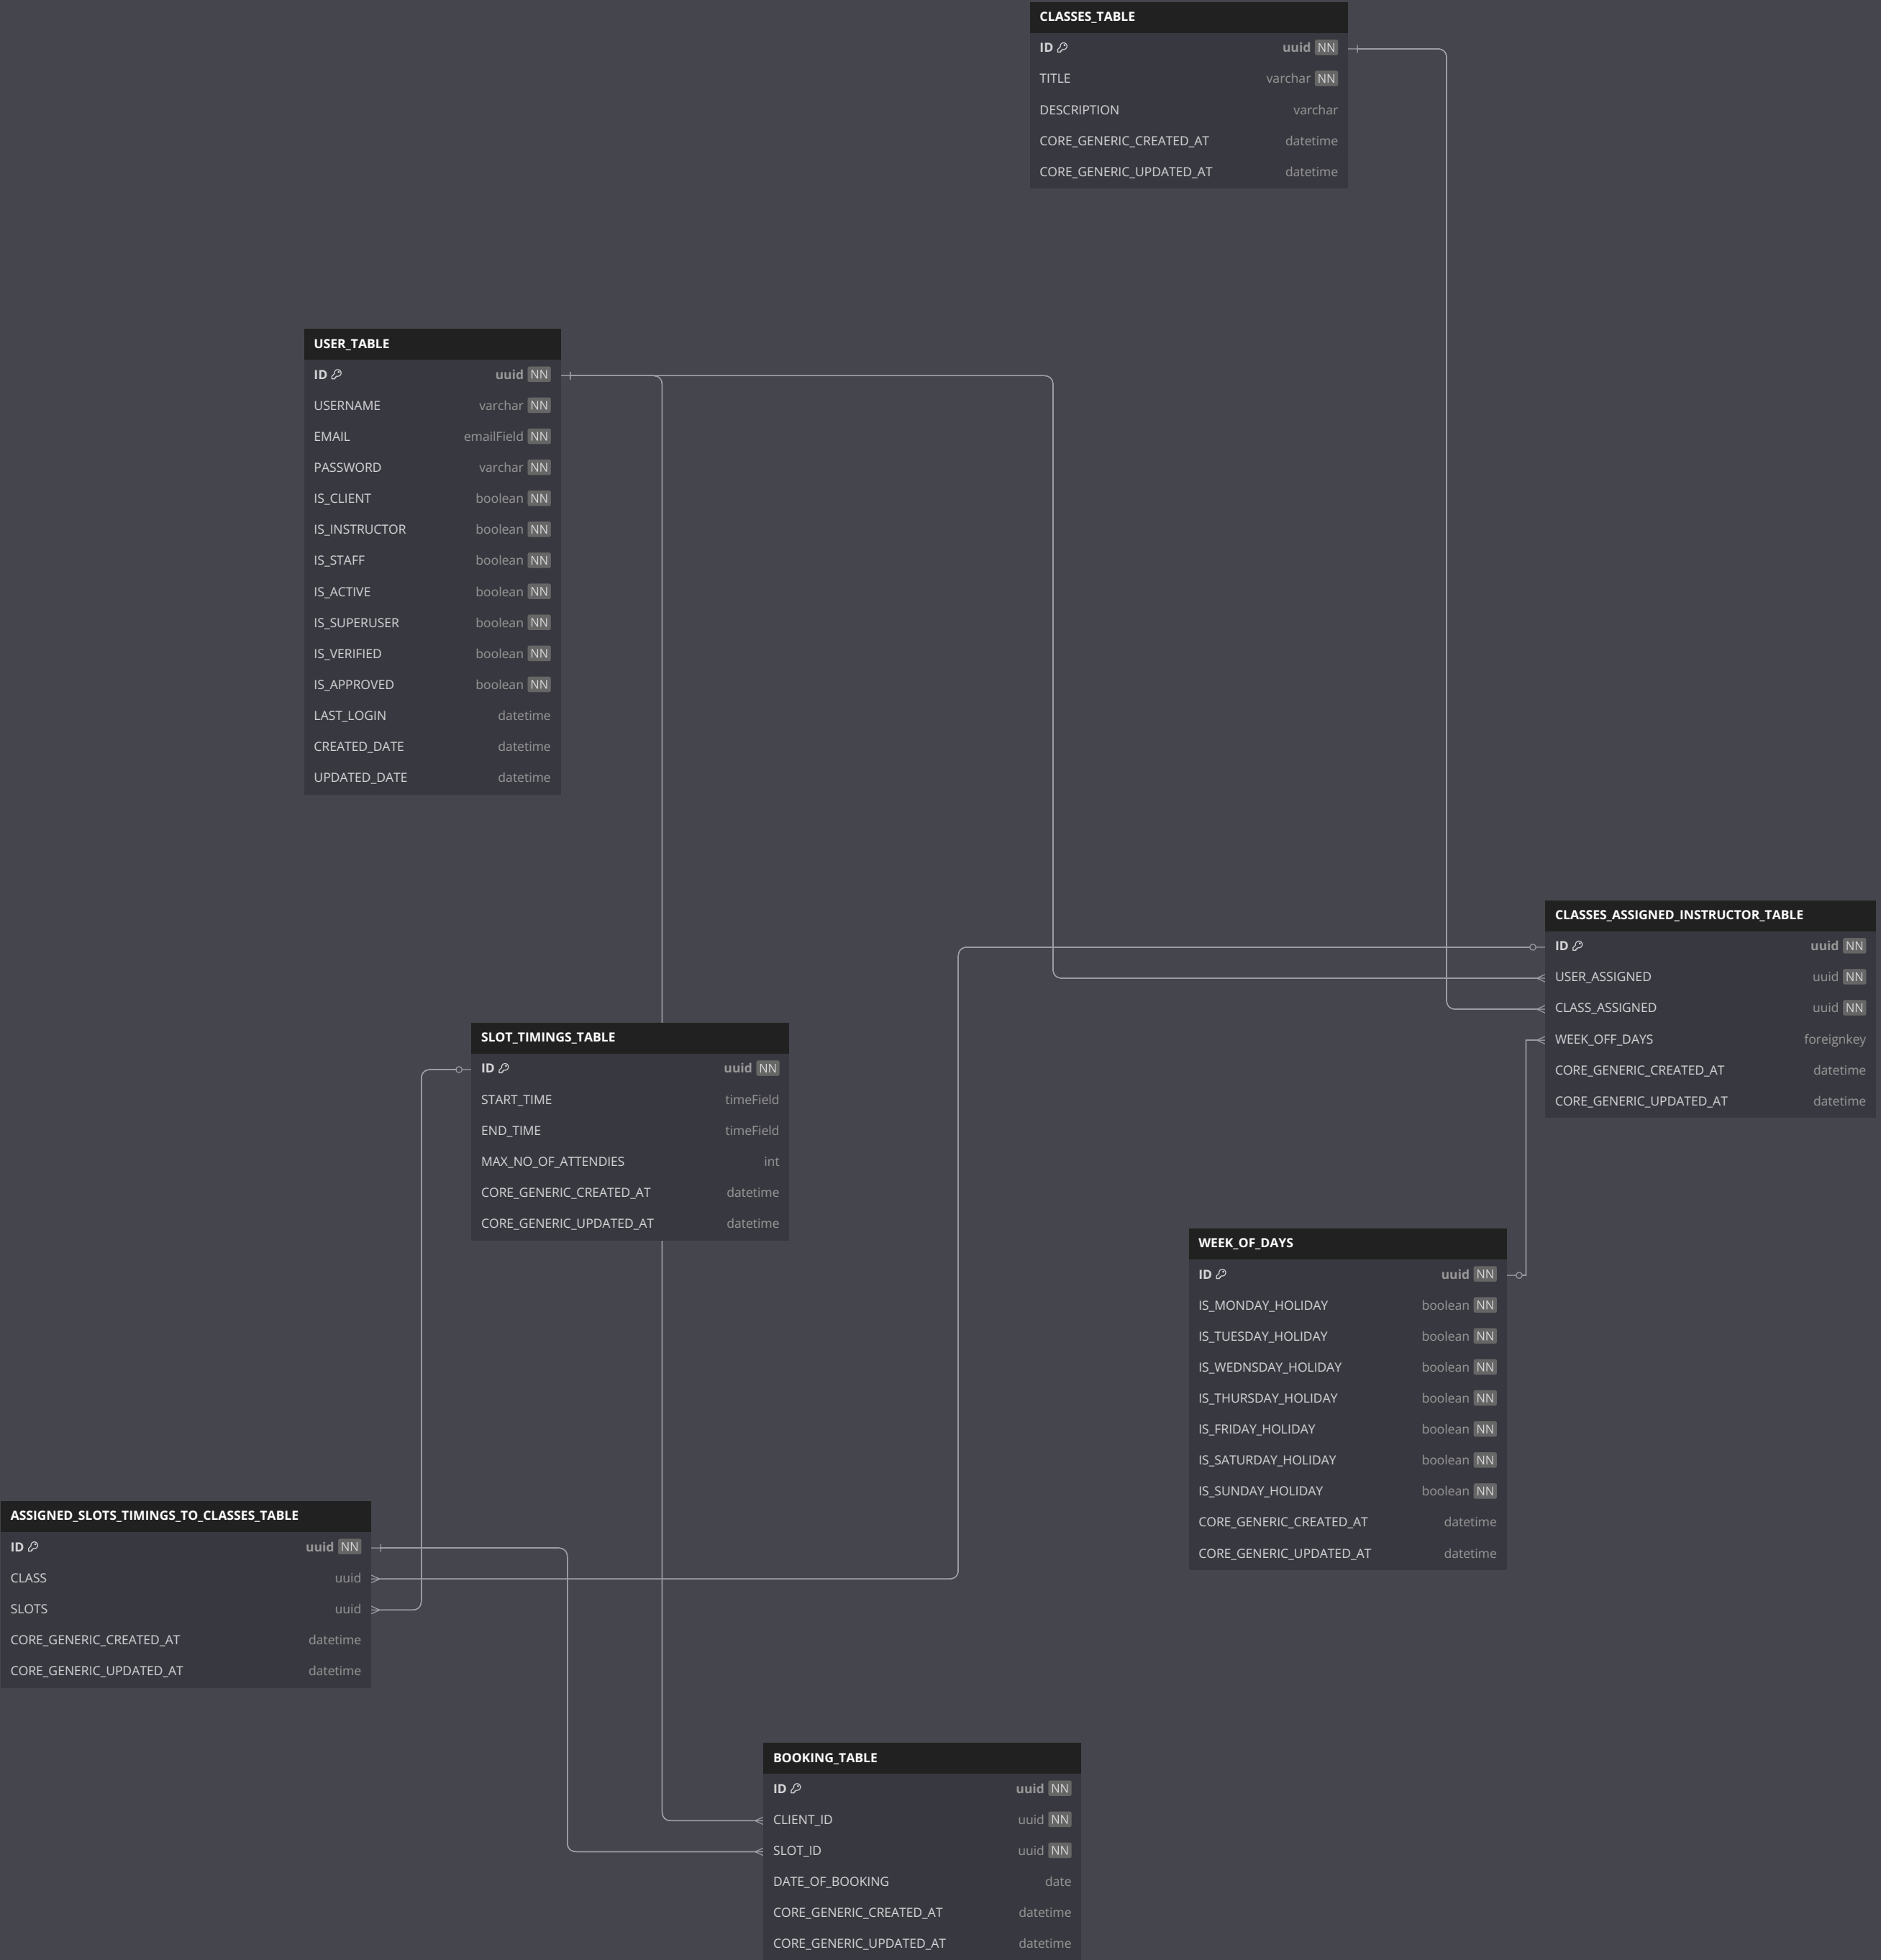 CLASSES_TABLE
ID uuid NN
TITLE varchar NN
DESCRIPTION varchar
CORE_GENERIC_CREATED_AT datetime
CORE_GENERIC_UPDATED_AT datetime
USER_TABLE
ID uuid NN
USERNAME varchar NN
EMAIL emailField NN
PASSWORD varchar NN
IS_CLIENT boolean NN
IS_INSTRUCTOR boolean NN
IS_STAFF boolean NN
IS_ACTIVE boolean NN
IS_SUPERUSER boolean NN
IS_VERIFIED boolean NN
IS_APPROVED boolean NN
LAST_LOGIN datetime
CREATED_DATE datetime
UPDATED_DATE datetime
CLASSES_ASSIGNED_INSTRUCTOR_TABLE
ID uuid NN
USER_ASSIGNED uuid NN
CLASS_ASSIGNED uuid NN
WEEK_OFF_DAYS foreignkey
CORE_GENERIC_CREATED_AT datetime
CORE_GENERIC_UPDATED_AT datetime
SLOT_TIMINGS_TABLE
ID uuid NN
START_TIME timeField
END_TIME timeField
MAX_NO_OF_ATTENDIES int
CORE_GENERIC_CREATED_AT datetime
CORE_GENERIC_UPDATED_AT datetime
WEEK_OF_DAYS
ID uuid NN
IS_MONDAY_HOLIDAY boolean NN
IS_TUESDAY_HOLIDAY boolean NN
IS_WEDNSDAY_HOLIDAY boolean NN
IS_THURSDAY_HOLIDAY boolean NN
IS_FRIDAY_HOLIDAY boolean NN
IS_SATURDAY_HOLIDAY boolean NN
IS_SUNDAY_HOLIDAY boolean NN
CORE_GENERIC_CREATED_AT datetime
CORE_GENERIC_UPDATED_AT datetime
ASSIGNED_SLOTS_TIMINGS_TO_CLASSES_TABLE
ID uuid NN
CLASS uuid
SLOTS uuid
CORE_GENERIC_CREATED_AT datetime
CORE_GENERIC_UPDATED_AT datetime
BOOKING_TABLE
ID uuid NN
CLIENT_ID uuid NN
SLOT_ID uuid NN
DATE_OF_BOOKING date
CORE_GENERIC_CREATED_AT datetime
CORE_GENERIC_UPDATED_AT datetime